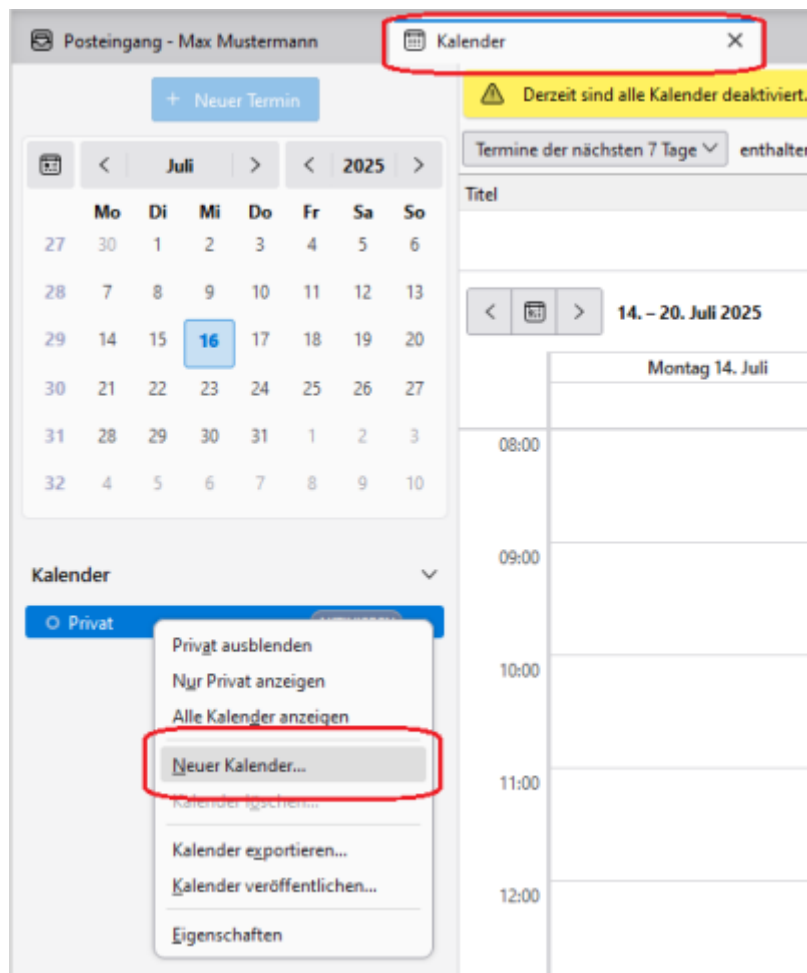 Posteingang - Max Mustermann
Kalender
+ Neuer Termin
Derzeit sind alle Kalender deaktiviert.
Juli 2025
Termine der nächsten 7 Tage
Titel
Mo Di Mi Do Fr Sa So
27 30 1 2 3 4 5 6
28 7 8 9 10 11 12 13
29 14 15 16 17 18 19 20
30 21 22 23 24 25 26 27
31 28 29 30 31 1 2 3
32 4 5 6 7 8 9 10
14. – 20. Juli 2025
Montag 14. Juli
08:00
09:00
10:00
11:00
12:00
Kalender
Privat
Privat ausblenden
Nur Privat anzeigen
Alle Kalender anzeigen
Neuer Kalender...
Kalender löschen...
Kalender exportieren...
Kalender veröffentlichen...
Eigenschaften